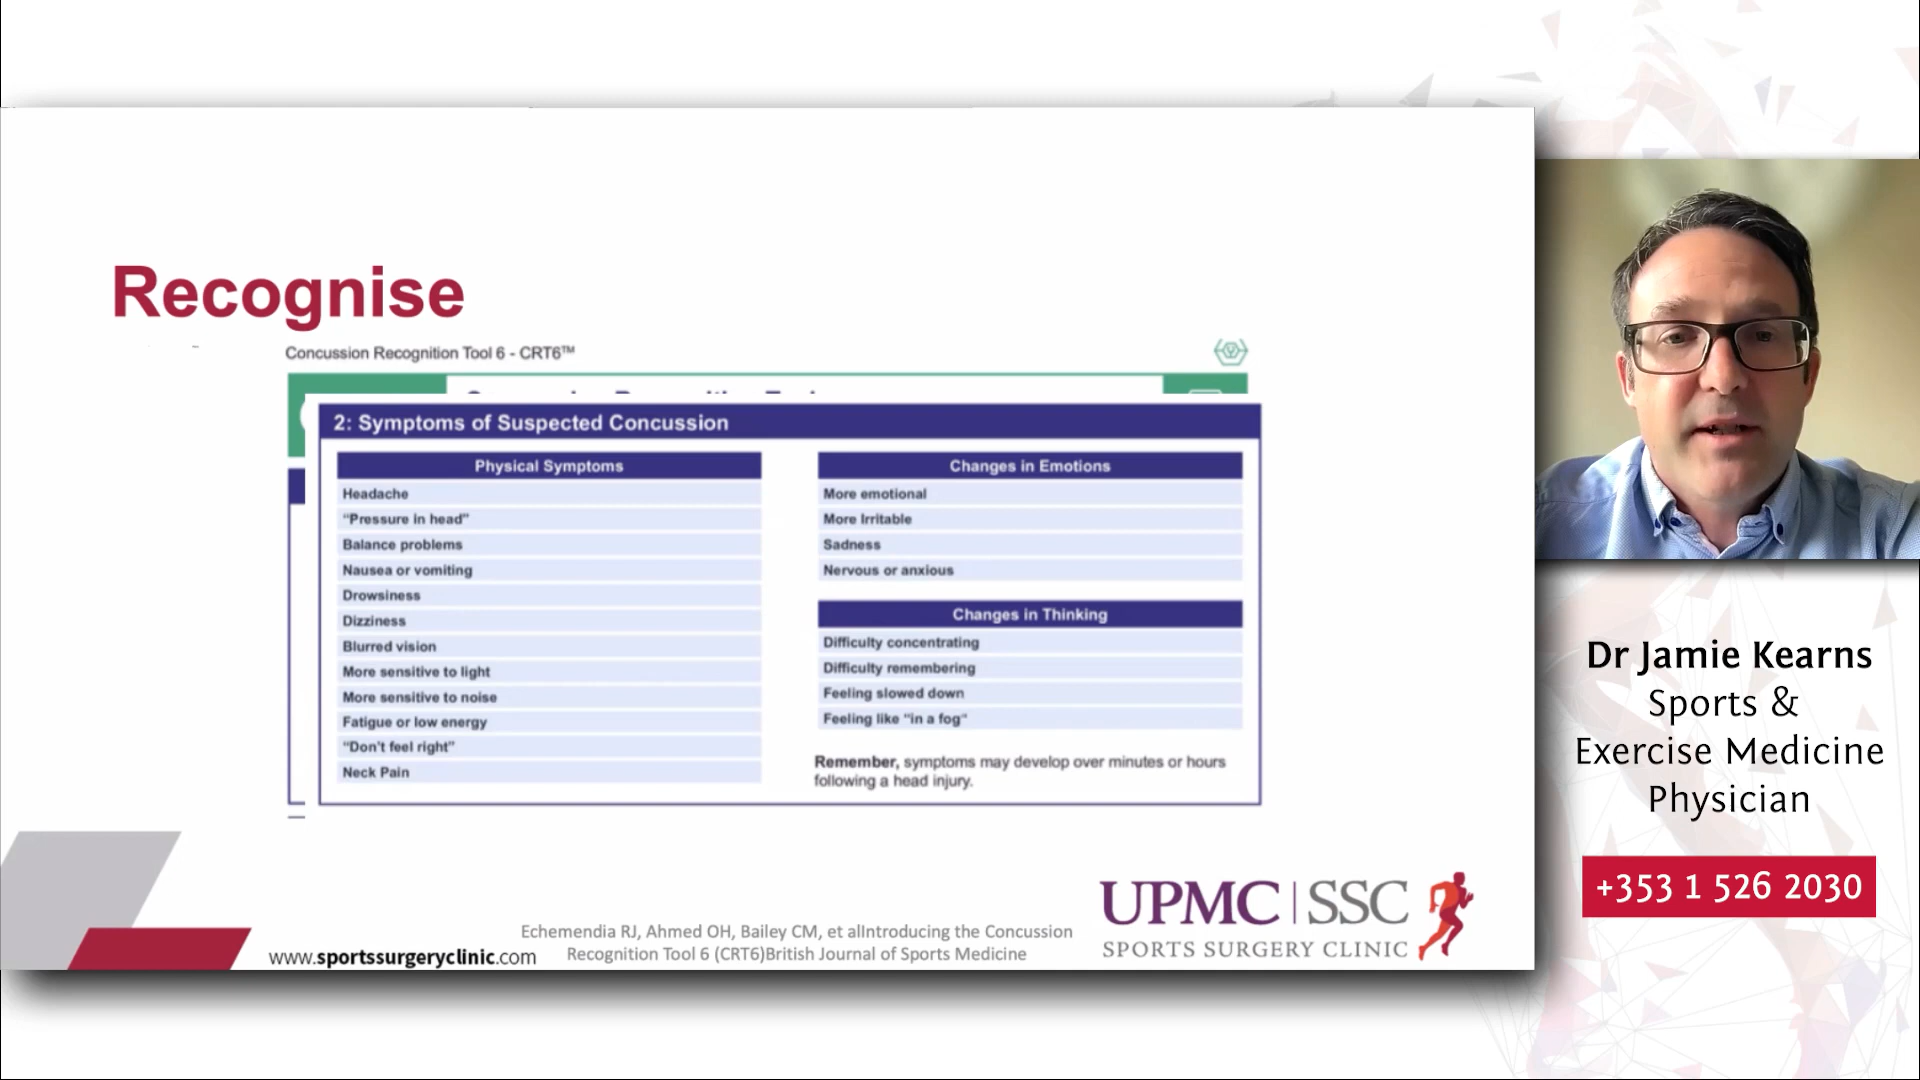 Recognise
Concussion Recognition Tool 6 - CRT6™
2: Symptoms of Suspected Concussion
Physical Symptoms
Headache
“Pressure in head”
Balance problems
Nausea or vomiting
Drowsiness
Dizziness
Blurred vision
More sensitive to light
More sensitive to noise
Fatigue or low energy
“Don’t feel right”
Neck Pain
Changes in Emotions
More emotional
More Irritable
Sadness
Nervous or anxious
Changes in Thinking
Difficulty concentrating
Difficulty remembering
Feeling slowed down
Feeling like “in a fog“
Remember, symptoms may develop over minutes or hours
following a head injury.
www.sportssurgeryclinic.com
Echemendia RJ, Ahmed OH, Bailey CM, et alIntroducing the Concussion
Recognition Tool 6 (CRT6)British Journal of Sports Medicine
UPMC | SSC
SPORTS SURGERY CLINIC
Dr Jamie Kearns
Sports &
Exercise Medicine
Physician
+353 1 526 2030